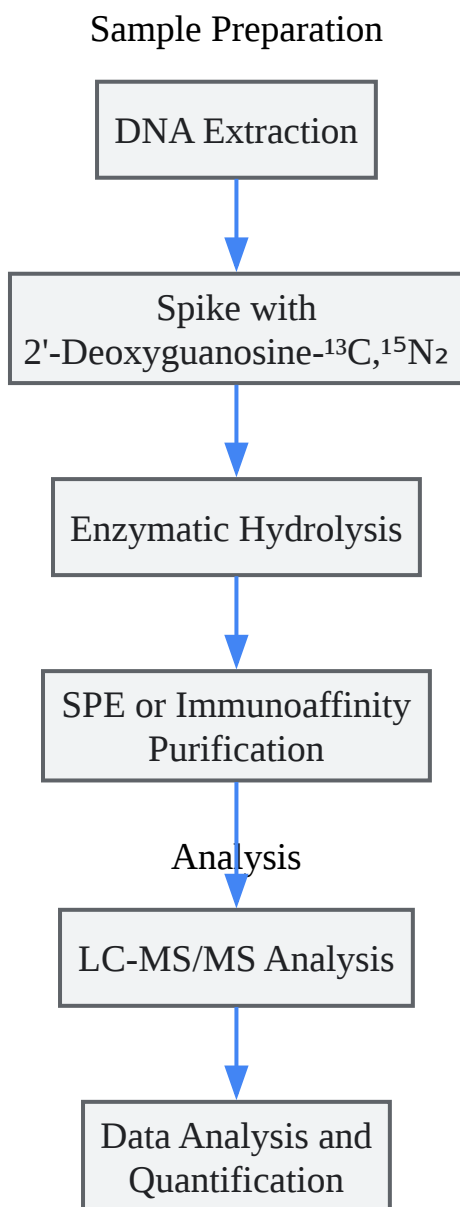 Sample Preparation
DNA Extraction
Spike with
2'-Deoxyguanosine-¹³C,¹⁵N₂
Enzymatic Hydrolysis
SPE or Immunoaffinity
Purification
Analysis
LC-MS/MS Analysis
Data Analysis and
Quantification